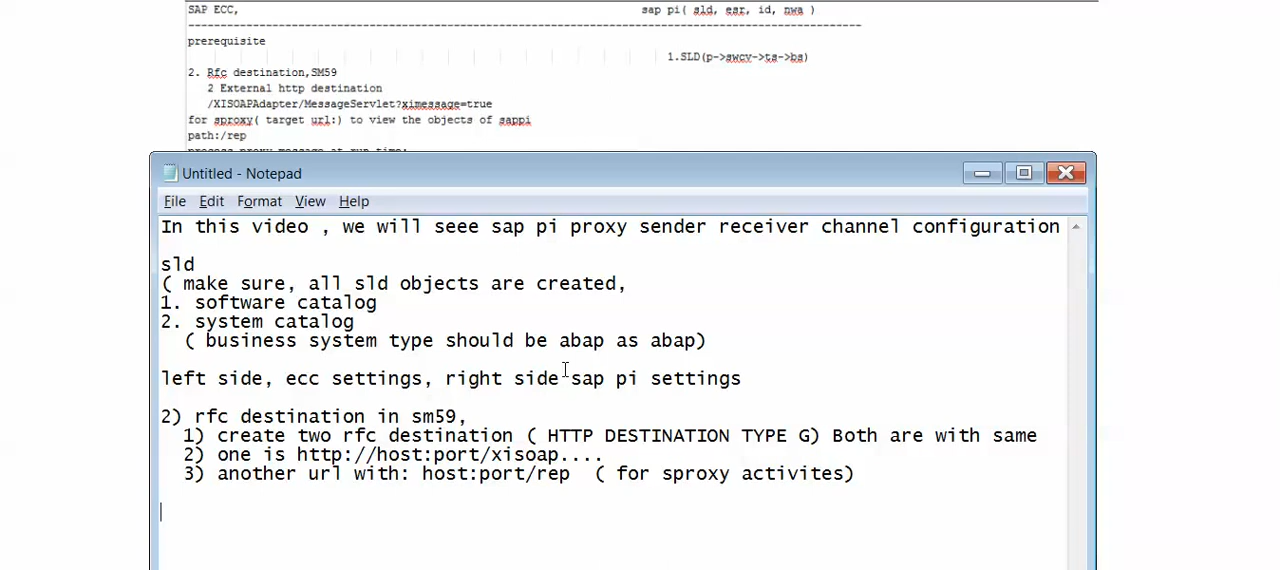 SAP ECC, sap pi( sld, esr, id, nwa )
--------------------------------------------------------------------------------
prerequisite
1.SLD(p->swcv->ts->bs)
2. Rfc destination,SM59
2 External http destination
/XISOAPAdapter/MessageServlet?ximessage=true
for sproxy( target url:) to view the objects of sappi
path:/rep
process proxy message at run time:
Untitled - Notepad
File Edit Format View Help
In this video , we will seee sap pi proxy sender receiver channel configuration
sld
( make sure, all sld objects are created,
1. software catalog
2. system catalog
( business system type should be abap as abap)
left side, ecc settings, right side sap pi settings
2) rfc destination in sm59,
1) create two rfc destination ( HTTP DESTINATION TYPE G) Both are with same
2) one is http://host:port/xisoap....
3) another url with: host:port/rep ( for sproxy activites)